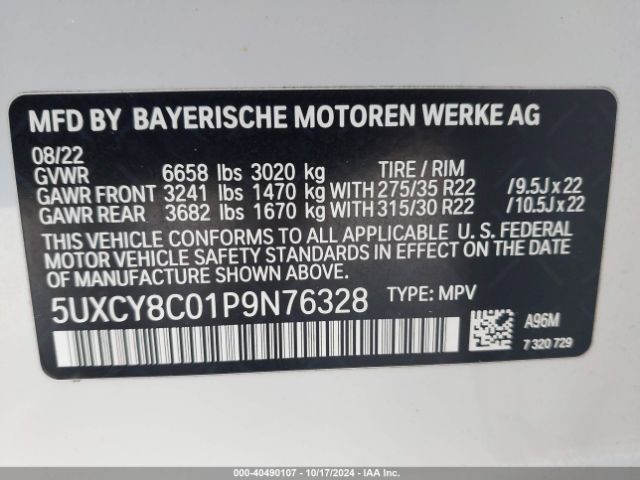 MFD BY BAYERISCHE MOTOREN WERKE AG
08/22
GVWR 6658 lbs 3020 kg TIRE / RIM
GAWR FRONT 3241 lbs 1470 kg WITH 275/35 R22 / 9.5J x 22
GAWR REAR 3682 lbs 1670 kg WITH 315/30 R22 / 10.5J x 22
THIS VEHICLE CONFORMS TO ALL APPLICABLE U. S. FEDERAL
MOTOR VEHICLE SAFETY STANDARDS IN EFFECT ON THE DATE
OF MANUFACTURE SHOWN ABOVE.
5UXCY8C01P9N76328 TYPE: MPV
A96M
7 320 729
© - 40490107 - 10/17/2024 - IAAI.COM